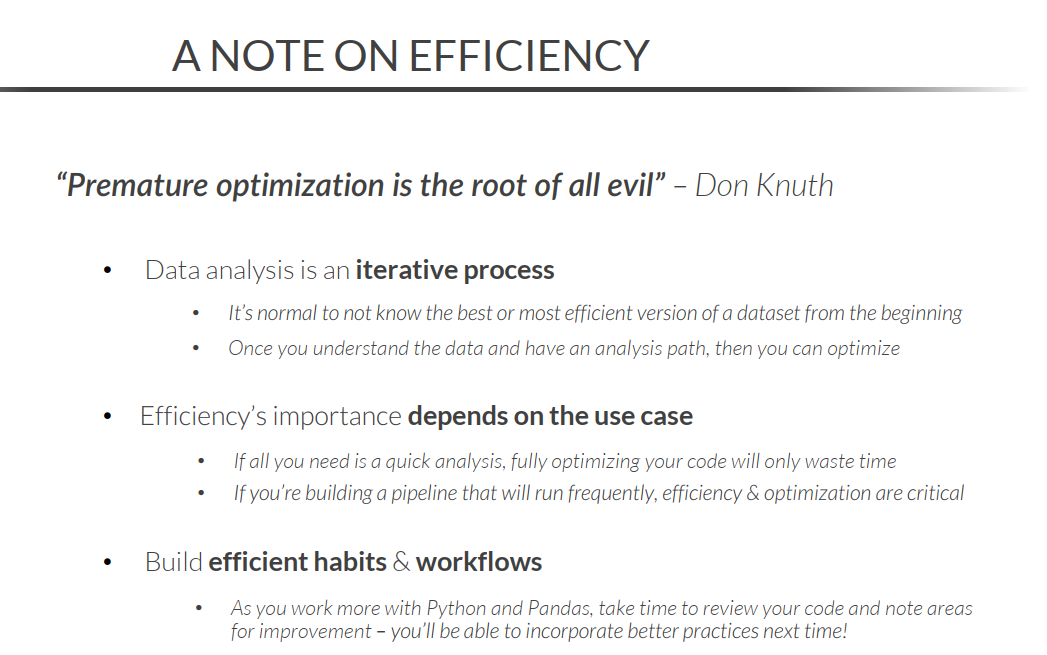 A NOTE ON EFFICIENCY
“Premature optimization is the root of all evil” – Don Knuth
• Data analysis is an iterative process
• It’s normal to not know the best or most efficient version of a dataset from the beginning
• Once you understand the data and have an analysis path, then you can optimize
• Efficiency’s importance depends on the use case
• If all you need is a quick analysis, fully optimizing your code will only waste time
• If you’re building a pipeline that will run frequently, efficiency & optimization are critical
• Build efficient habits & workflows
• As you work more with Python and Pandas, take time to review your code and note areas
for improvement – you’ll be able to incorporate better practices next time!